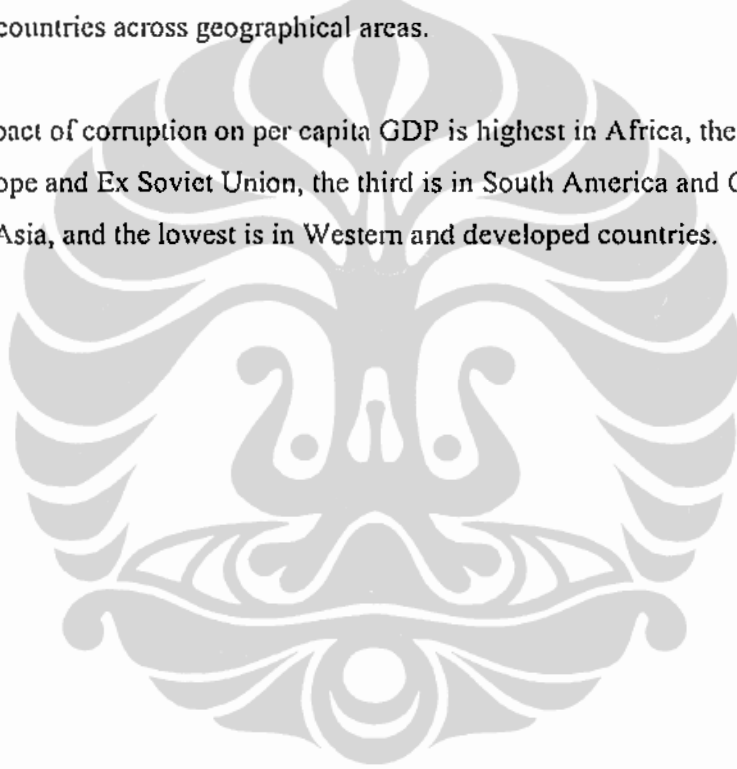 countries across geographical areas.
pact of corruption on per capita GDP is highest in Africa, the
ope and Ex Soviet Union, the third is in South America and
Asia, and the lowest is in Western and developed countries.